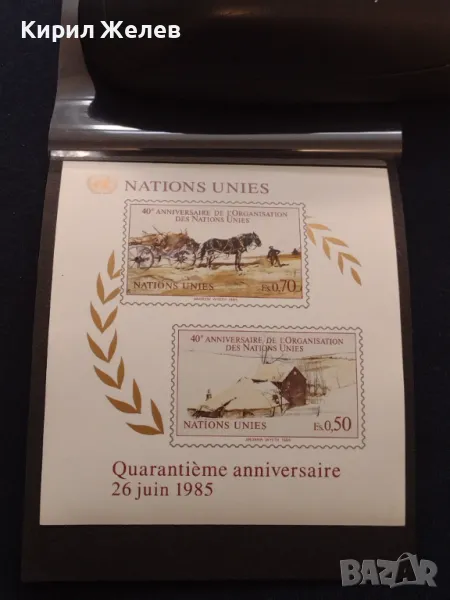 Кирил Желев
NATIONS UNIES
40e ANNIVERSAIRE DE L'ORGANISATION
DES NATIONS UNIES
NATIONS UNIES
F.s.0,70
40e ANNIVERSAIRE DE L'ORGANISATION
DES NATIONS UNIES
NATIONS UNIES
F.s.0,50
Quarantième anniversaire
26 juin 1985
BAZAR